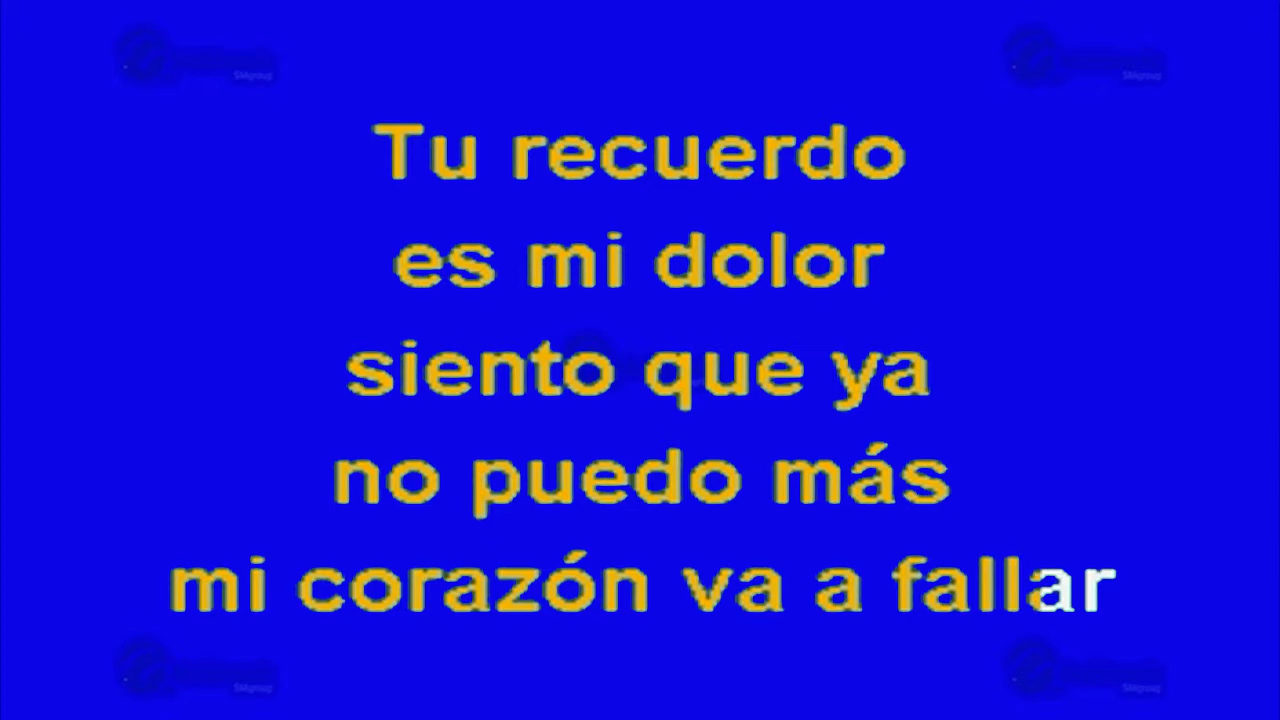 Tu recuerdo
es mi dolor
siento que ya
no puedo más
mi corazón va a fallar